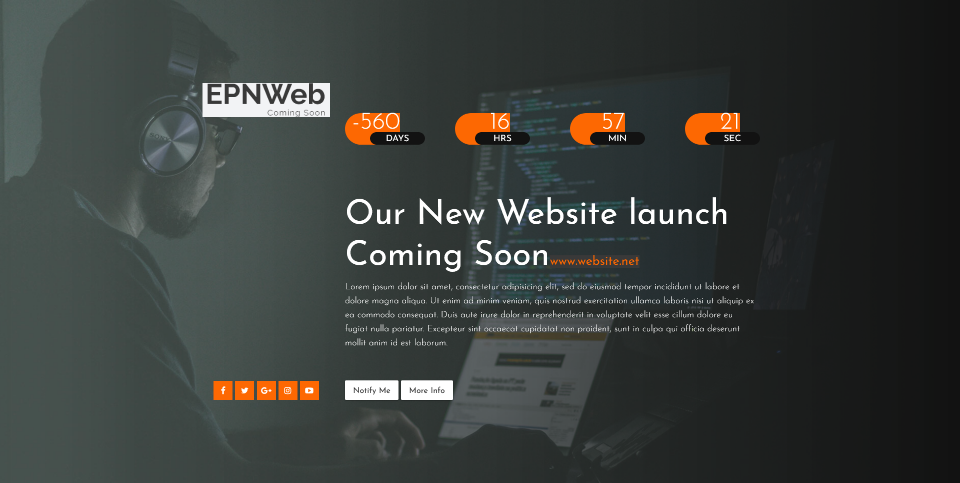 EPNWeb
Coming Soon
-560
DAYS
16
HRS
57
MIN
21
SEC
Our New Website launch
Coming Soon www.website.net
Lorem ipsum dolor sit amet, consectetur adipisicing elit, sed do eiusmod tempor incididunt ut labore et
dolore magna aliqua. Ut enim ad minim veniam, quis nostrud exercitation ullamco laboris nisi ut aliquip ex
ea commodo consequat. Duis aute irure dolor in reprehenderit in voluptate velit esse cillum dolore eu
fugiat nulla pariatur. Excepteur sint occaecat cupidatat non proident, sunt in culpa qui officia deserunt
mollit anim id est laborum.
Notify Me
More Info